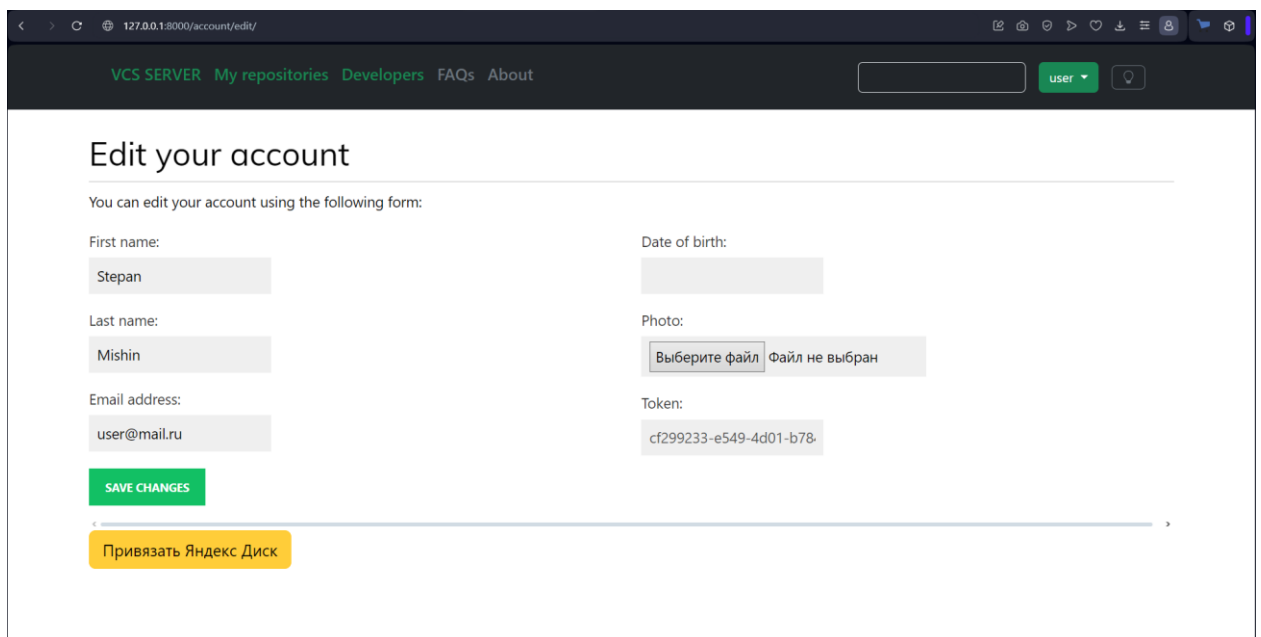 127.0.0.1:8000/account/edit/
VCS SERVER My repositories Developers FAQs About user
Edit your account
You can edit your account using the following form:
First name:
Stepan
Last name:
Mishin
Email address:
user@mail.ru
Date of birth:
Photo:
Выберите файл Файл не выбран
Token:
cf299233-e549-4d01-b78
SAVE CHANGES
Привязать Яндекс Диск